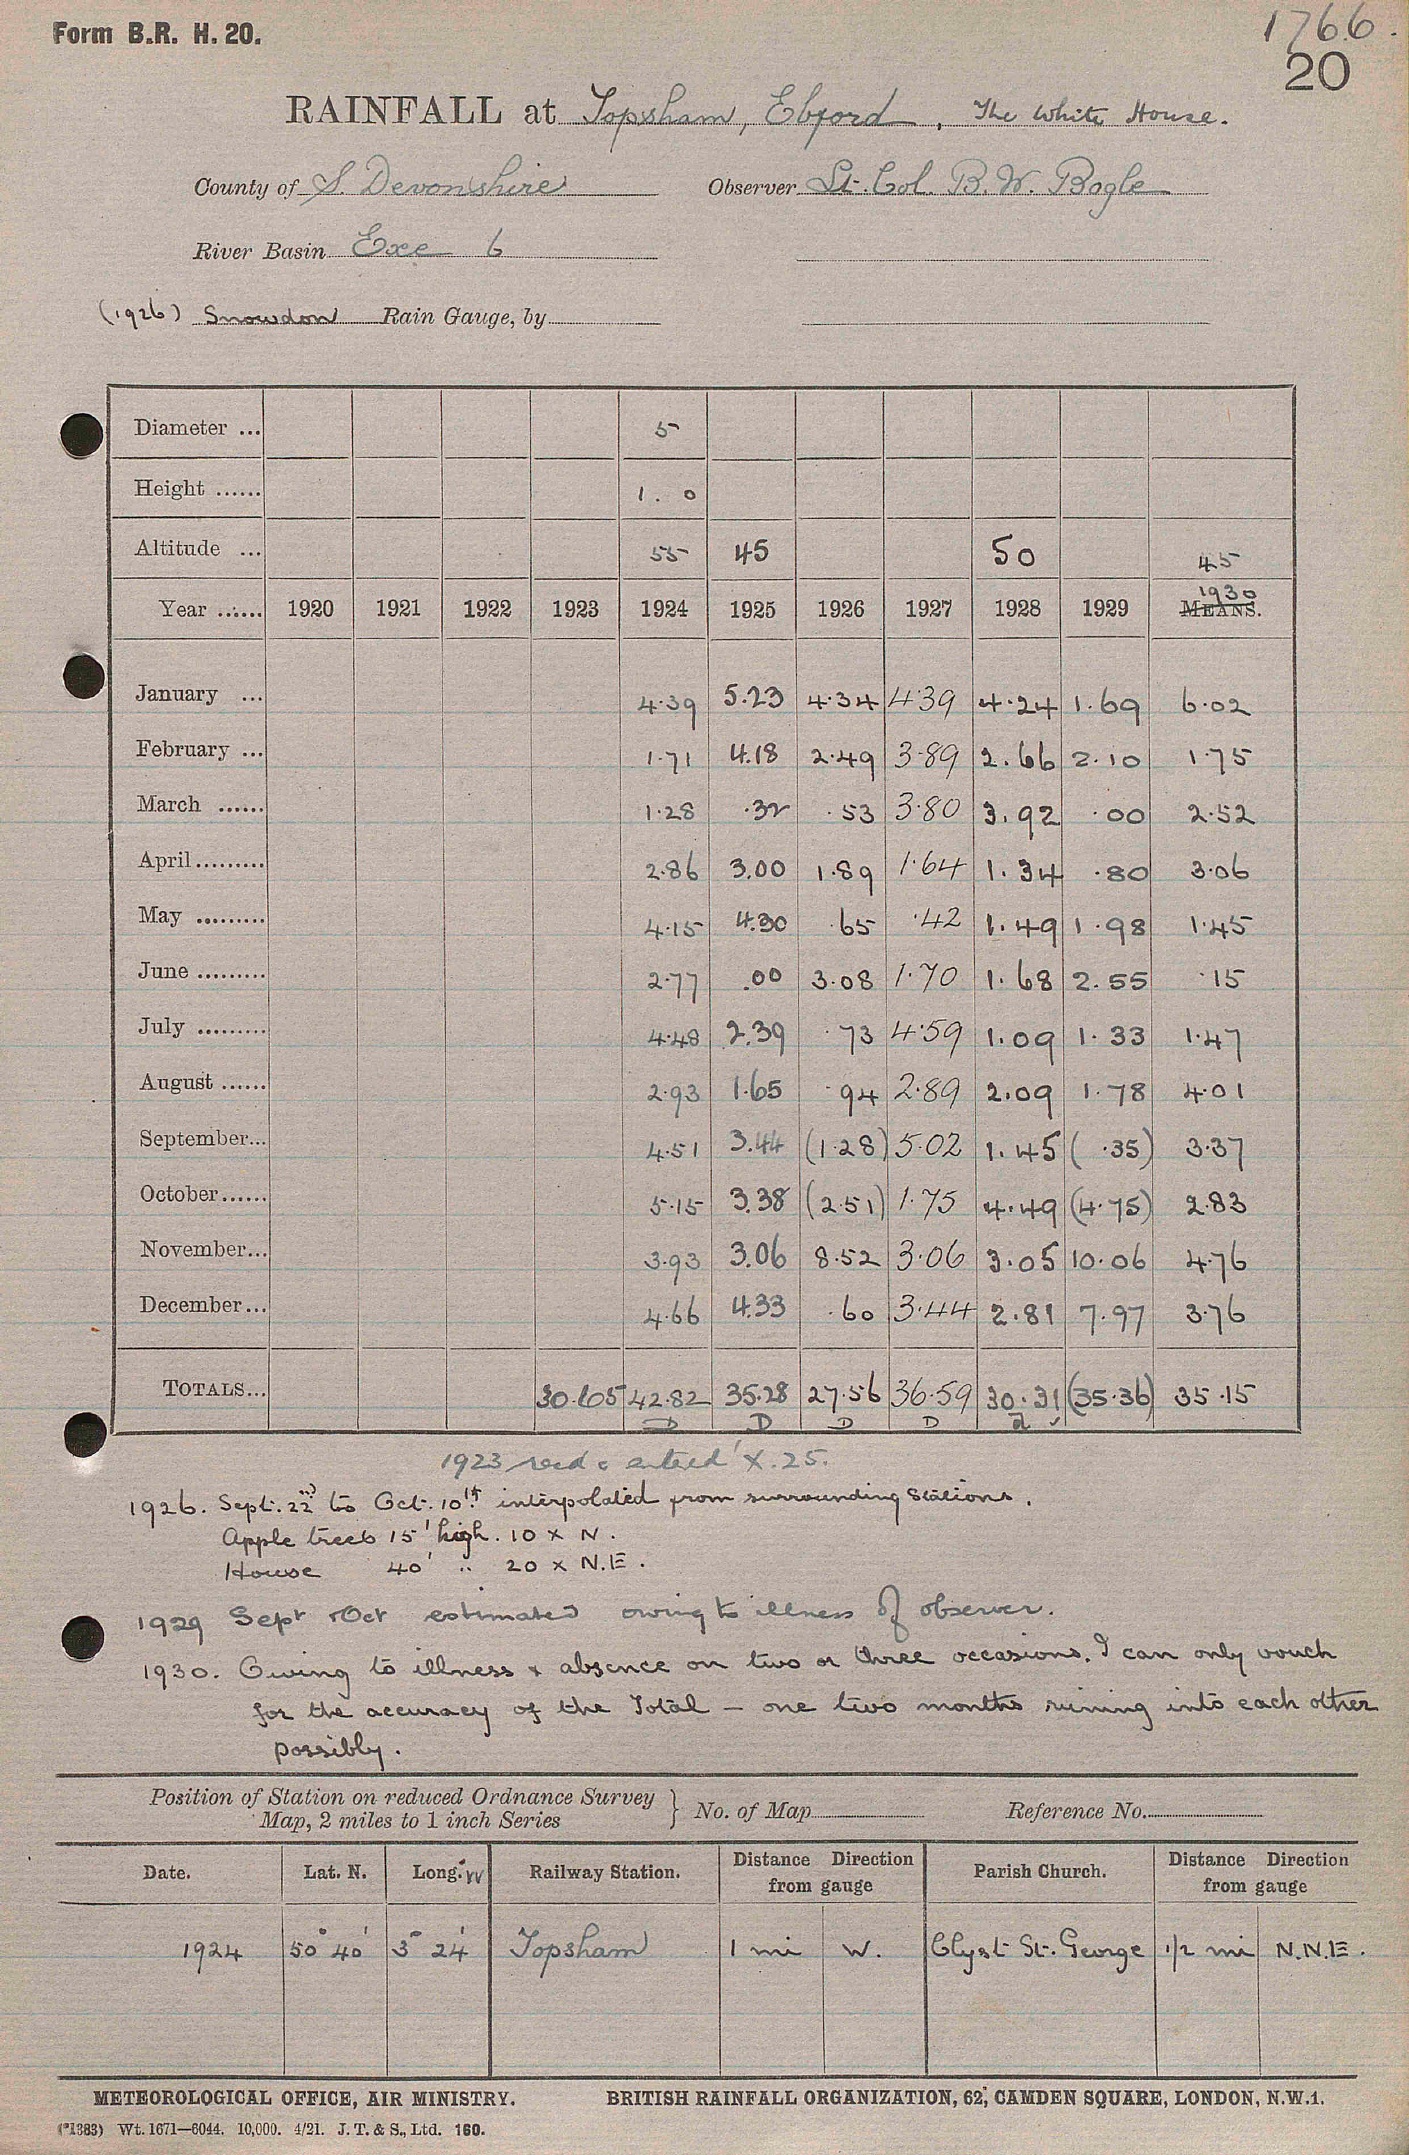 Form B.R. H. 20.
1766.
20
RAINFALL at Topsham, Ebford, The White House.
County of S. Devonshire Observer Lt. Col. B. W. Bogle
River Basin Exe 6
(1926) Snowdon Rain Gauge, by
Diameter ... 5
Height ...... 1. 0
Altitude ... 55 45 50 45
Year ...... 1920 1921 1922 1923 1924 1925 1926 1927 1928 1929 1930 MEANS.
January ... 4.39 5.23 4.34 4.39 4.24 1.69 6.02
February ... 1.71 4.18 2.49 3.89 2.66 2.10 1.75
March ...... 1.28 .32 .53 3.80 3.92 .00 2.52
April ......... 2.86 3.00 1.89 1.64 1.34 .80 3.06
May ......... 4.15 4.30 .65 .42 1.49 1.98 1.45
June ......... 2.77 .00 3.08 1.70 1.68 2.55 .15
July ......... 4.48 2.39 .73 4.59 1.09 1.33 1.47
August ...... 2.93 1.65 .94 2.89 2.09 1.78 4.01
September... 4.51 3.44 (1.28) 5.02 1.45 (.35) 3.37
October...... 5.15 3.38 (2.51) 1.75 4.49 (4.75) 2.83
November... 3.93 3.06 8.52 3.06 3.05 10.06 4.76
December... 4.66 4.33 .60 3.44 2.81 7.97 3.76
TOTALS... 30.605 42.82 35.28 27.56 36.59 30.31 (35.36) 35.15
D D D D
1923 recd & entered X.25.
1926. Sept. 22nd to Oct. 10th interpolated from surrounding stations.
Apple trees 15' high. 10 x N.
House 40' " 20 x N.E.
1929 Sept & Oct estimated owing to illness of observer.
1930. Owing to illness & absence on two or three occasions, I can only vouch
for the accuracy of the Total – one two months running into each other
possibly.
Position of Station on reduced Ordnance Survey
Map, 2 miles to 1 inch Series } No. of Map Reference No.
Date. Lat. N. Long. W Railway Station. Distance Direction from gauge Parish Church. Distance Direction from gauge
1924 50° 40' 3° 24' Topsham 1 mi W. Clyst St. George 1/2 mi N.N.E.
METEOROLOGICAL OFFICE, AIR MINISTRY. BRITISH RAINFALL ORGANIZATION, 62, CAMDEN SQUARE, LONDON, N.W.1.
(*1383) Wt. 1671—6044. 10,000. 4/21. J. T. & S., Ltd. 160.